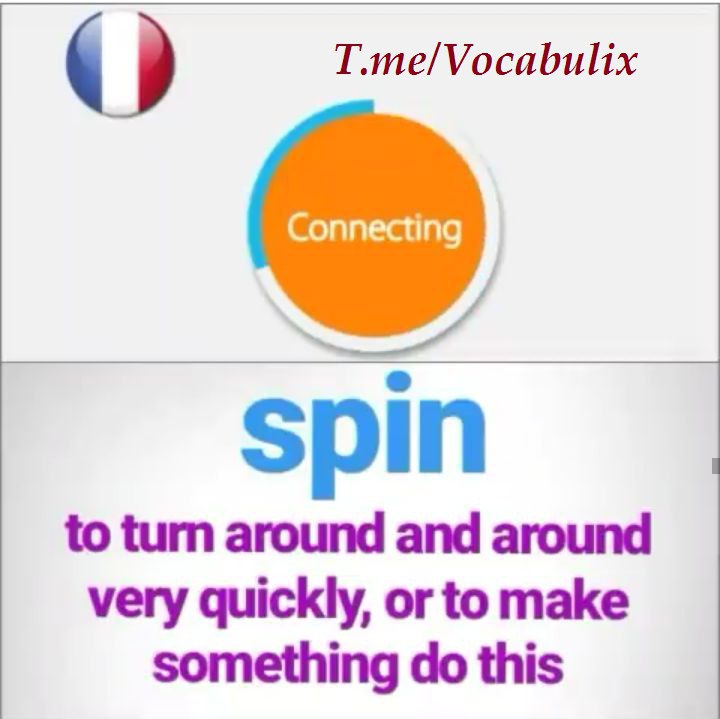 T.me/Vocabulix
Connecting
spin
to turn around and around
very quickly, or to make
something do this